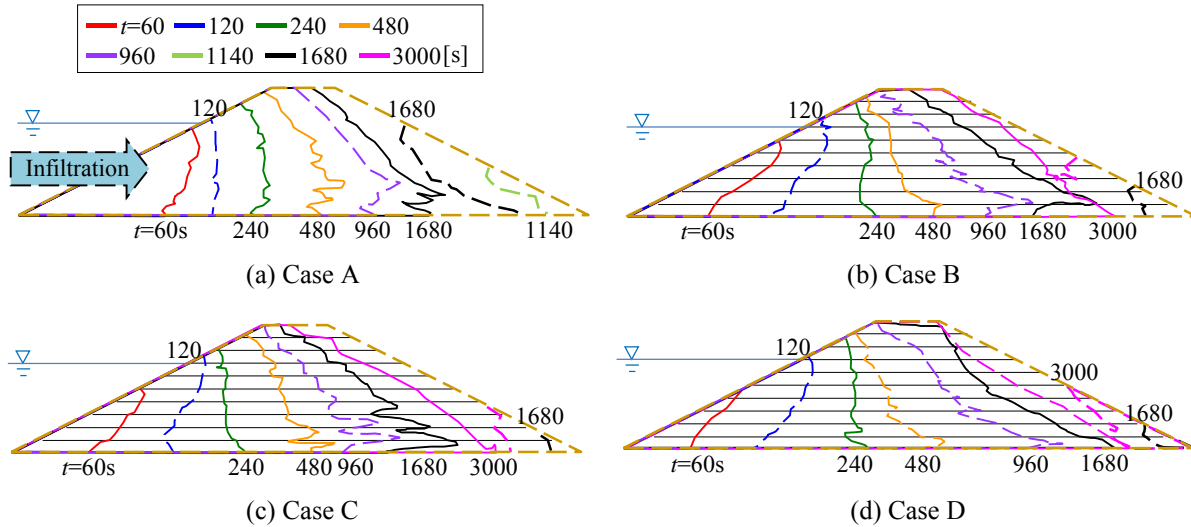 t=60 120 240 480
960 1140 1680 3000[s]
120 1680
Infiltration
t=60s 240 480 960 1680 1140
(a) Case A
120
1680
t=60s 240 480 960 1680 3000
(b) Case B
120
1680
t=60s 240 480 960 1680 3000
(c) Case C
120
3000
1680
t=60s 240 480 960 1680
(d) Case D